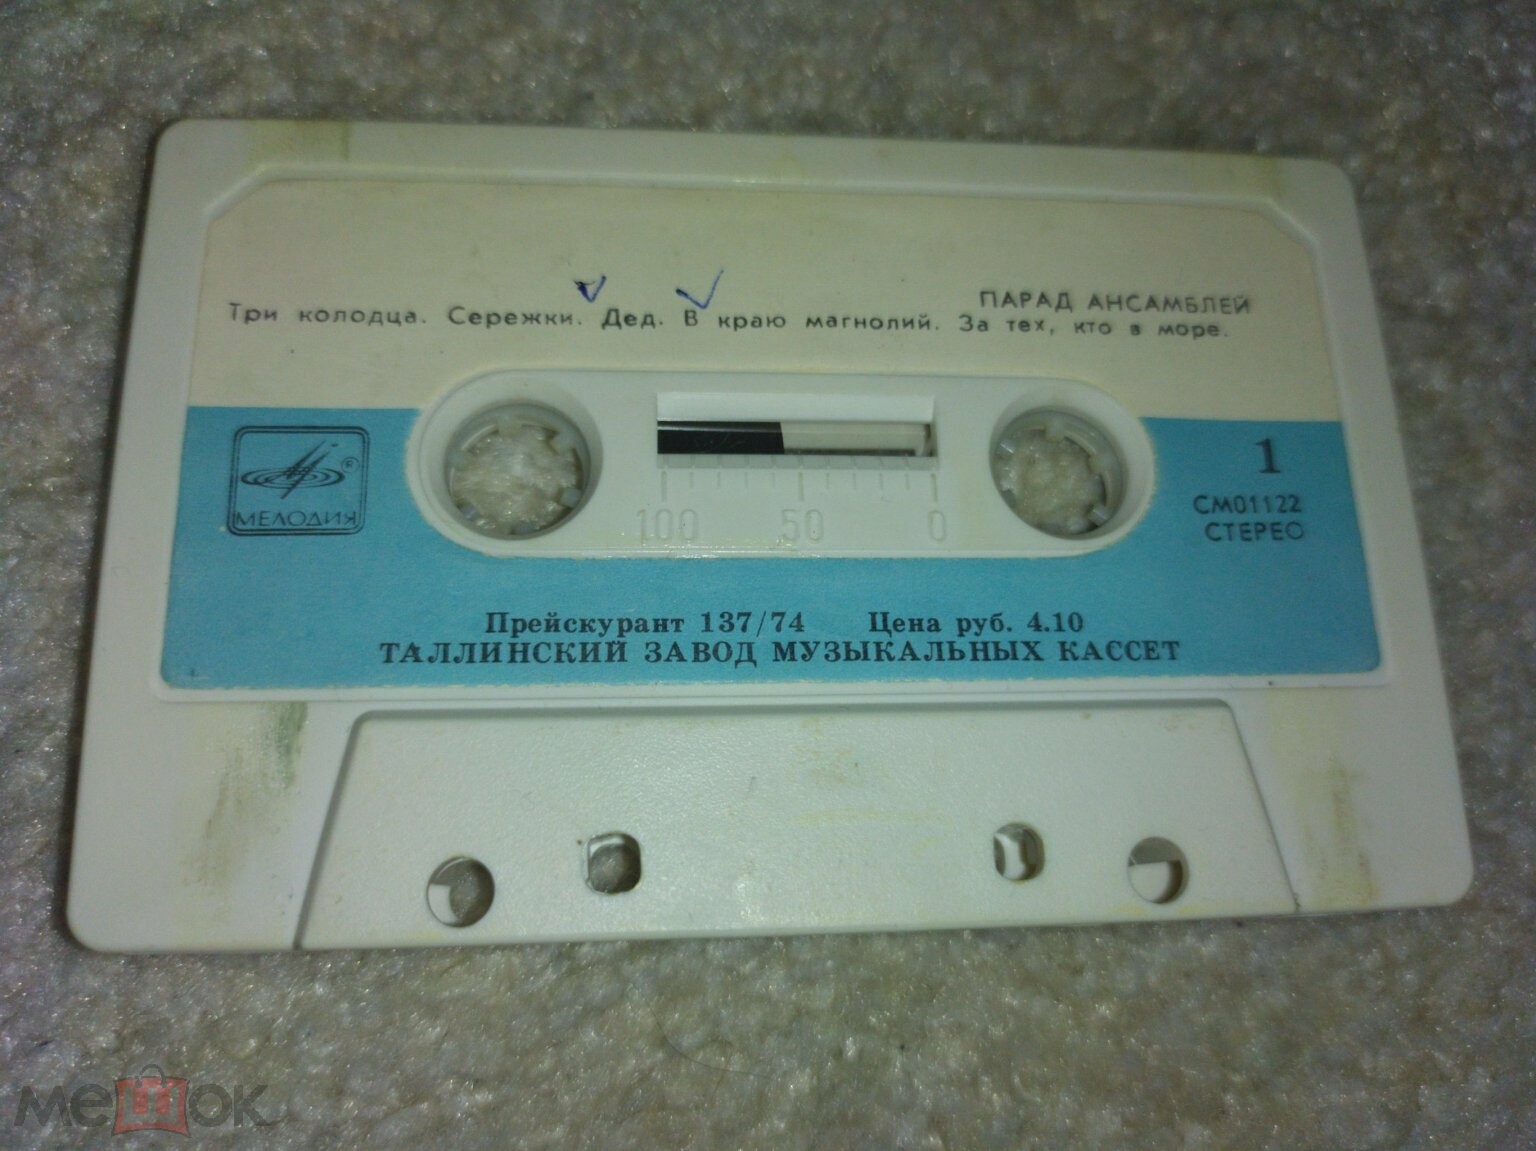 ПАРАД АНСАМБЛЕЙ
Три колодца. Сережки. Дед. В краю магнолий. За тех, кто в море.
МЕЛОДИЯ
1
СМ01122
СТЕРЕО
100 50 0
Прейскурант 137/74 Цена руб. 4.10
ТАЛЛИНСКИЙ ЗАВОД МУЗЫКАЛЬНЫХ КАССЕТ
мешок